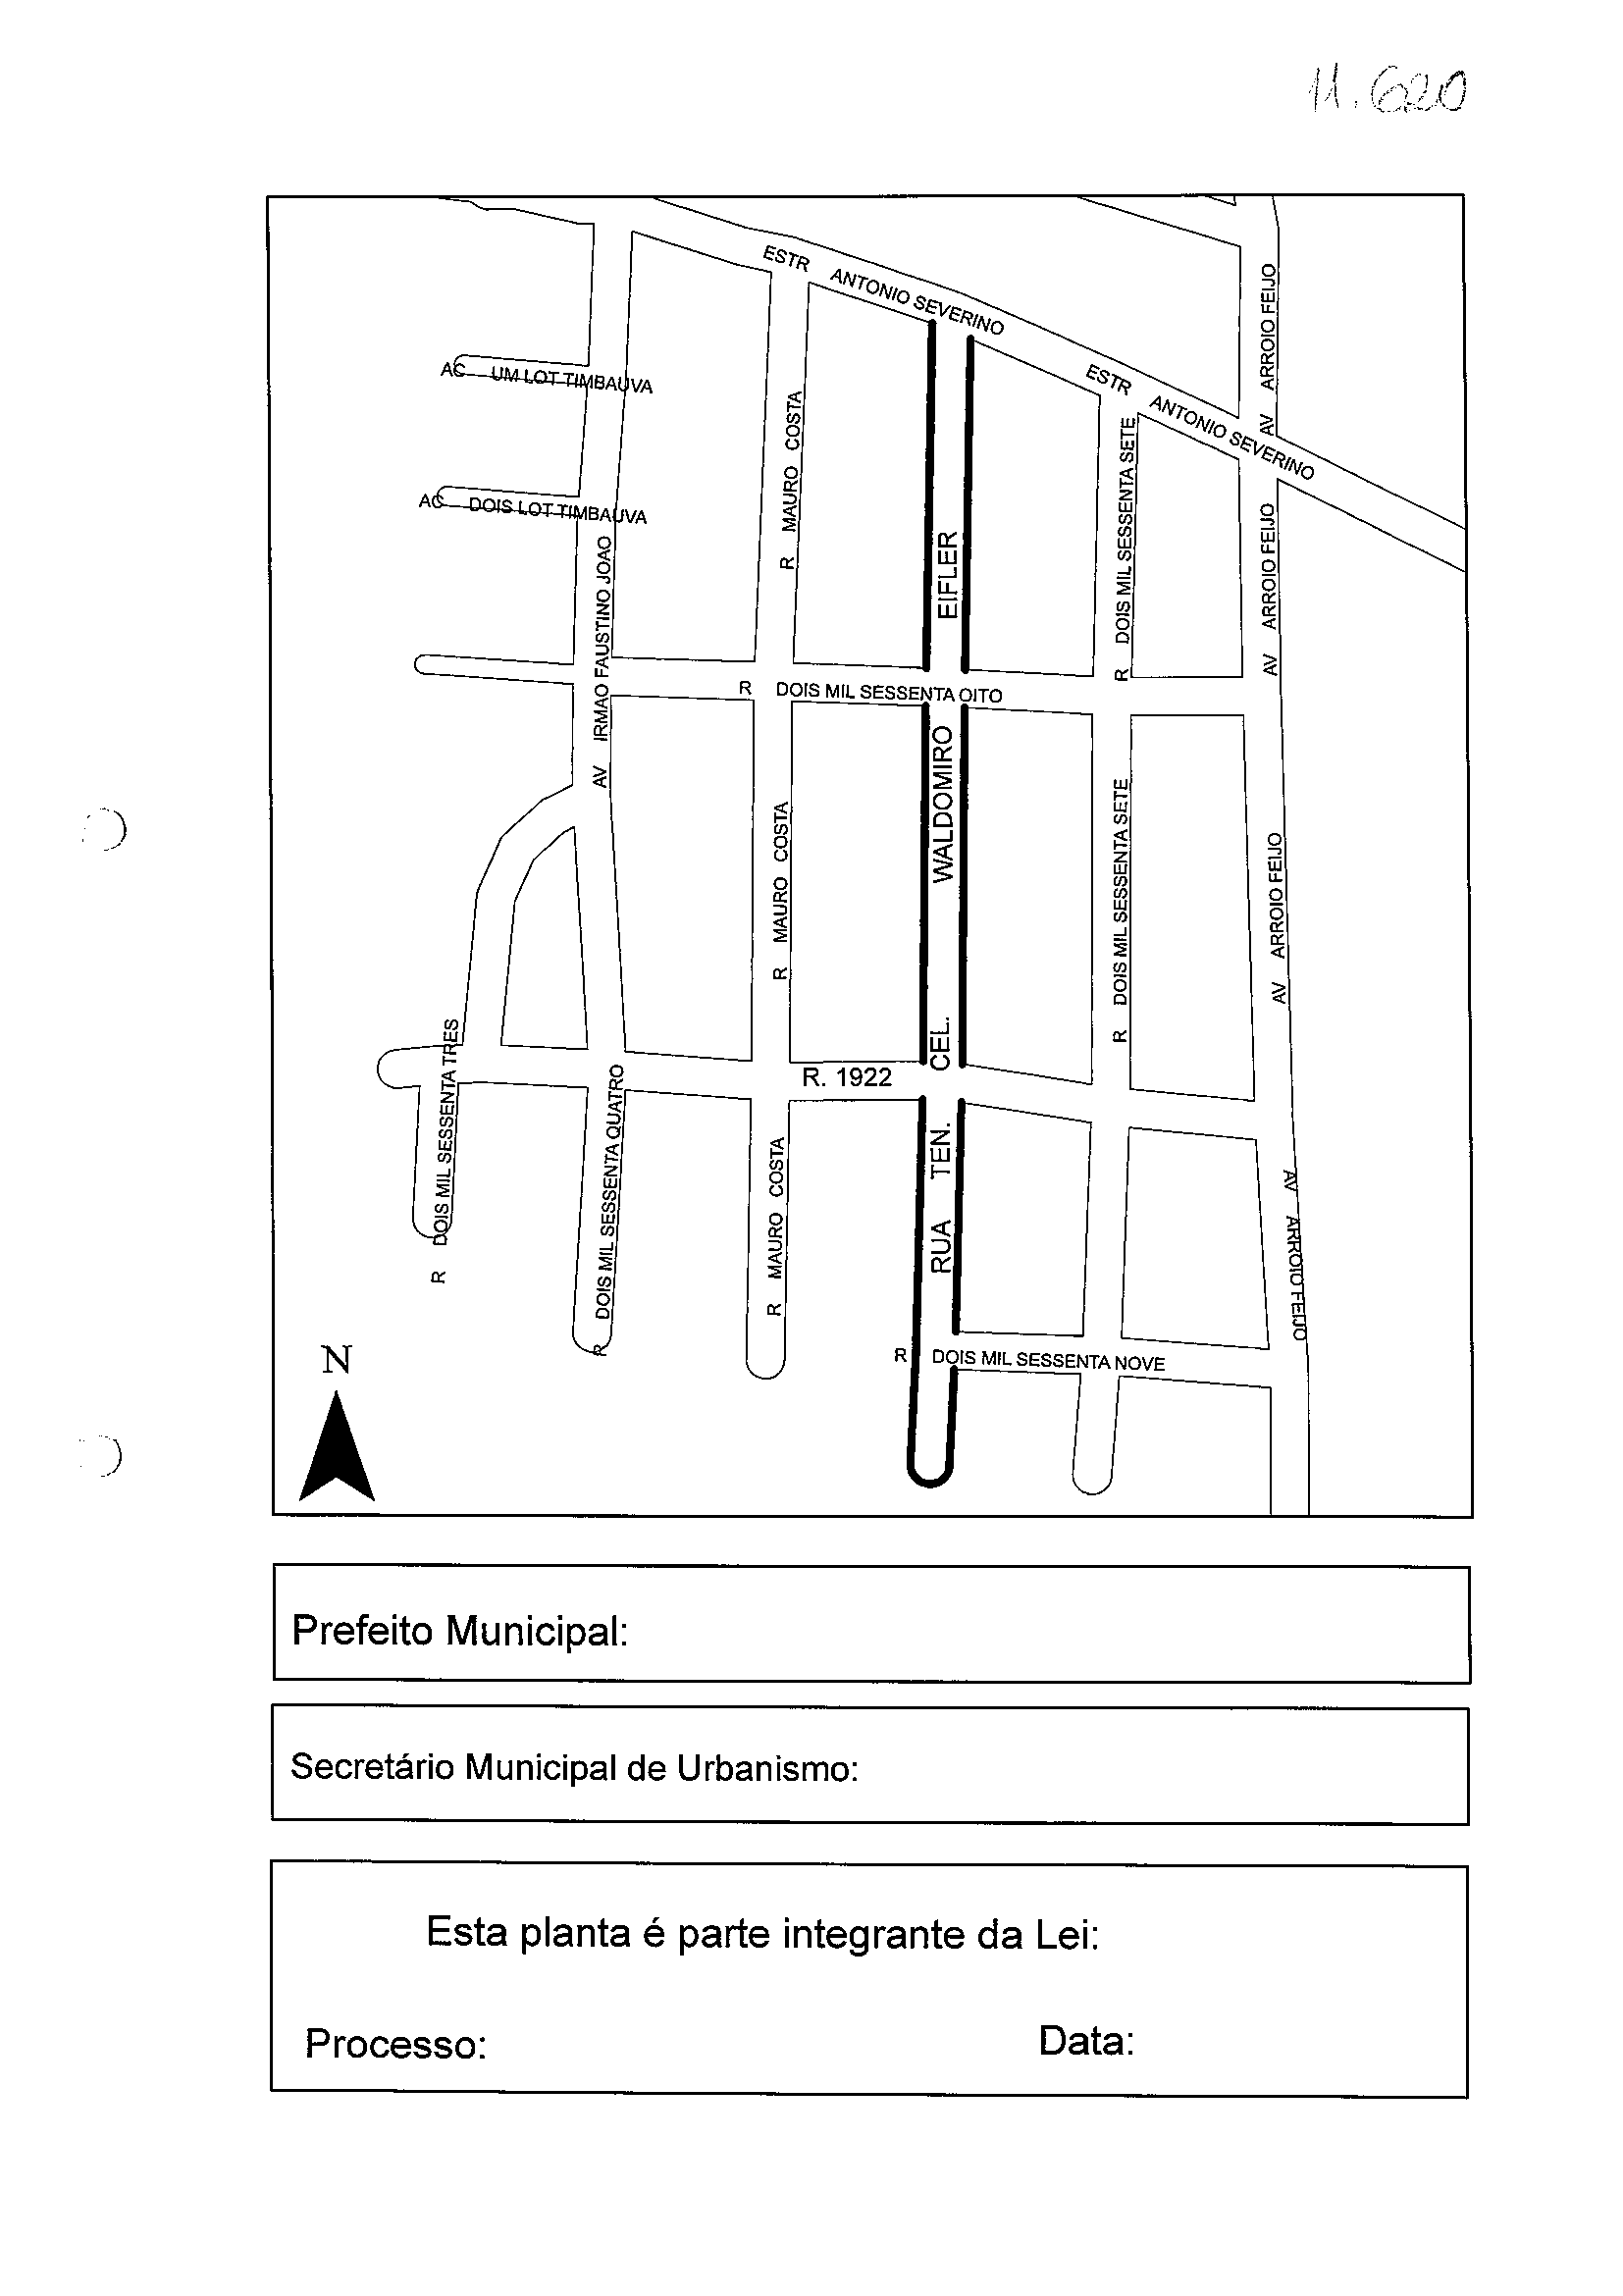 11.620
ESTR ANTONIO SEVERINO
ESTR ANTONIO SEVERINO
AV ARROIO FEIJO
AC UM LOT TIMBAUVA
AC DOIS LOT TIMBAUVA
R MAURO COSTA
R DOIS MIL SESSENTA SETE
AV ARROIO FEIJO
AV IRMAO FAUSTINO JOAO
R DOIS MIL SESSENTA OITO
RUA TEN. CEL. WALDOMIRO EIFLER
R MAURO COSTA
R DOIS MIL SESSENTA SETE
AV ARROIO FEIJO
R. 1922
R DOIS MIL SESSENTA TRES
R DOIS MIL SESSENTA QUATRO
R MAURO COSTA
AV ARROIO FEIJO
R DOIS MIL SESSENTA NOVE
N
Prefeito Municipal:
Secretário Municipal de Urbanismo:
Esta planta é parte integrante da Lei:
Processo: Data: